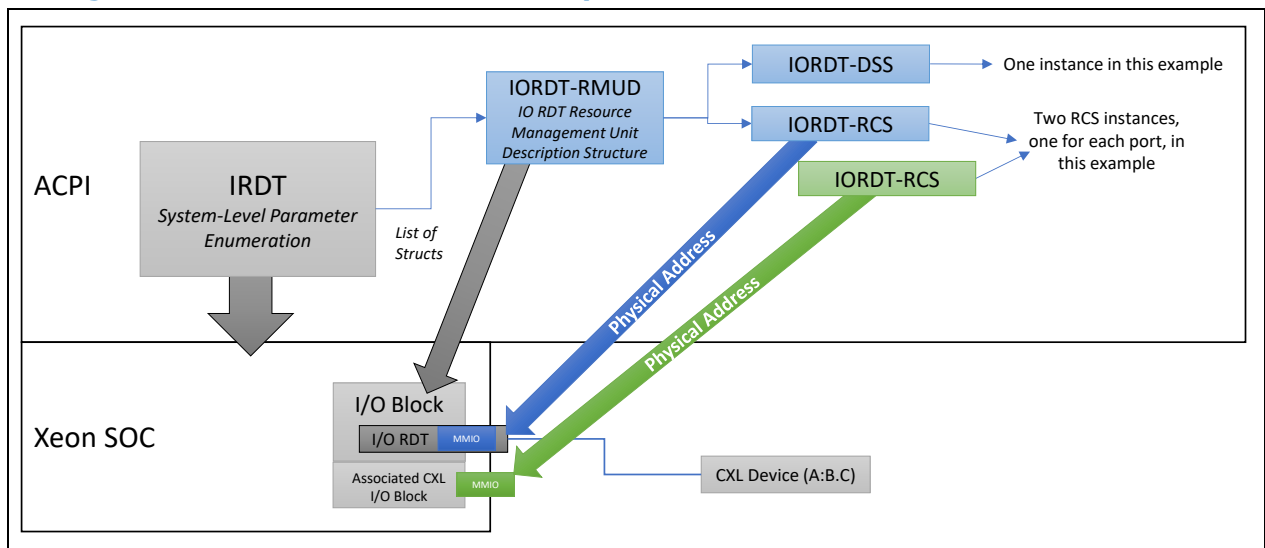 ACPI
IRDT
System-Level Parameter
Enumeration
List of
Structs
IORDT-RMUD
IO RDT Resource
Management Unit
Description Structure
IORDT-DSS
One instance in this example
IORDT-RCS
Two RCS instances,
one for each port, in
this example
IORDT-RCS
Physical Address
Physical Address
Xeon SOC
I/O Block
I/O RDT
MMIO
Associated CXL
I/O Block
MMIO
CXL Device (A:B.C)